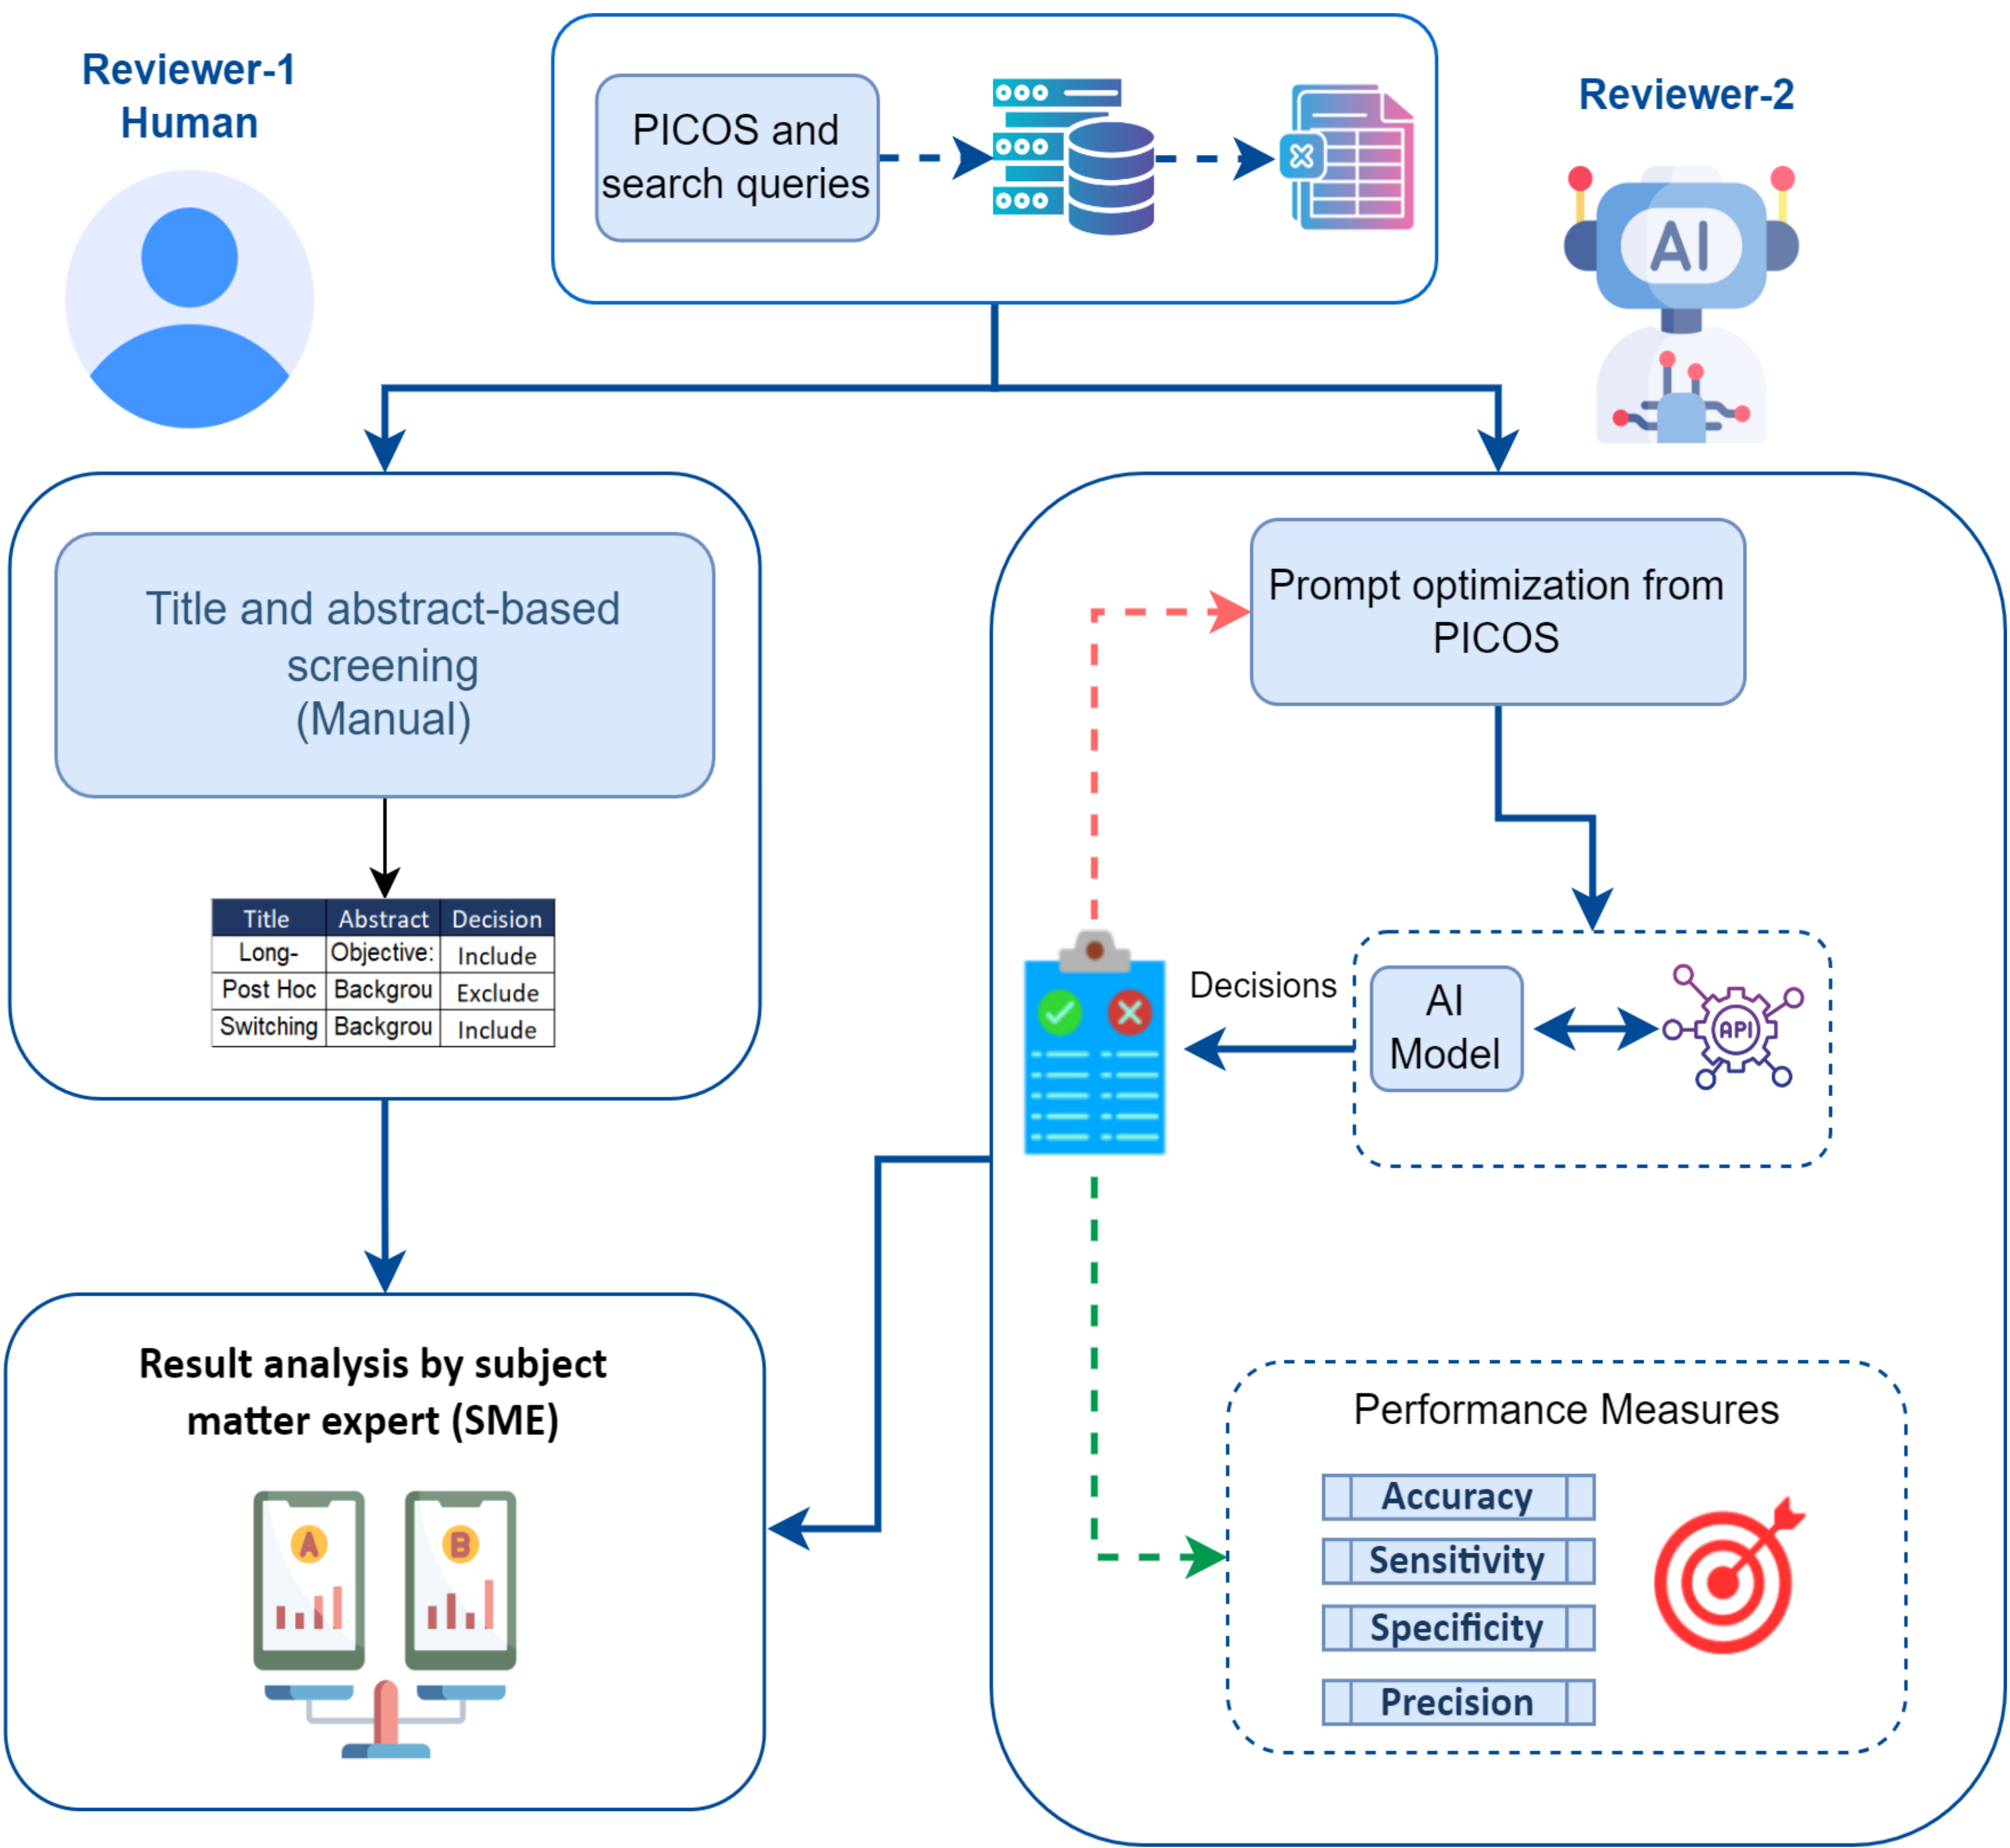 Reviewer-1
Human
PICOS and
search queries
Reviewer-2
AI
Title and abstract-based
screening
(Manual)
Title Abstract Decision
Long- Objective: Include
Post Hoc Backgrou Exclude
Switching Backgrou Include
Prompt optimization from
PICOS
Decisions
AI
Model
API
Result analysis by subject
matter expert (SME)
A B
Performance Measures
Accuracy
Sensitivity
Specificity
Precision